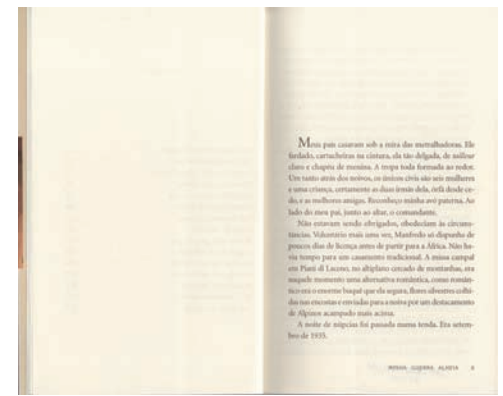 Meus pais casaram sob a mira das metralhadoras. Ele
fardado, cartucheiras na cintura, ela tão delgada, de tailleur
claro e chapéu de menina. A tropa toda formada ao redor.
Um tanto atrás dos noivos, os únicos civis são seis mulheres
e uma criança, certamente as duas irmãs dela, órfã desde ce-
do, e as melhores amigas. Reconheço minha avó paterna. Ao
lado do meu pai, junto ao altar, o comandante.
Não estavam sendo obrigados, obedeciam às circuns-
tâncias. Voluntário mais uma vez, Manfredo só dispunha de
poucos dias de licença antes de partir para a África. Não ha-
via tempo para um casamento tradicional. A missa campal
em Piani di Laceno, no altiplano cercado de montanhas, era
naquele momento uma alternativa romântica, como român-
tico era o enorme buquê que ela segura, flores silvestres colhi-
das nas encostas e enviadas para a noiva por um destacamento
de Alpinos acampado mais acima.
A noite de núpcias foi passada numa tenda. Era setem-
bro de 1935.
MINHA GUERRA ALHEIA